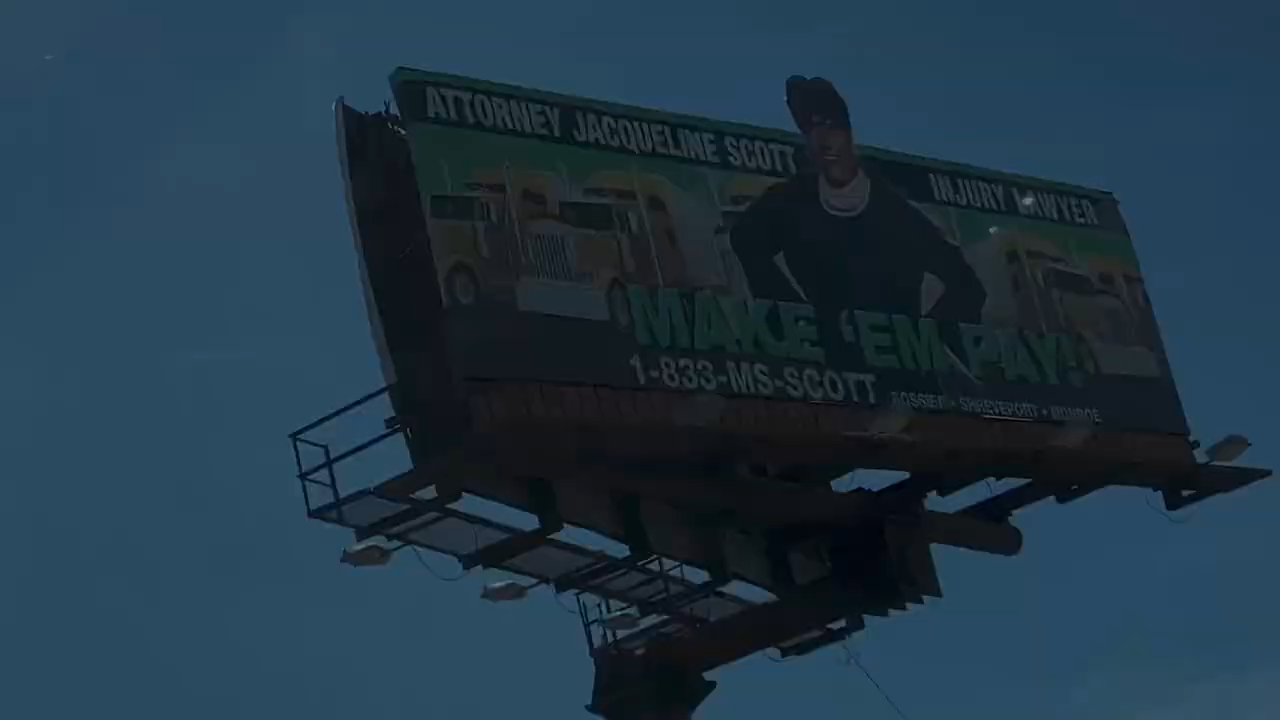 ATTORNEY JACQUELINE SCOTT
INJURY LAWYER
MAKE 'EM PAY!
1-833-MS-SCOTT
BOSSIER • SHREVEPORT • MONROE